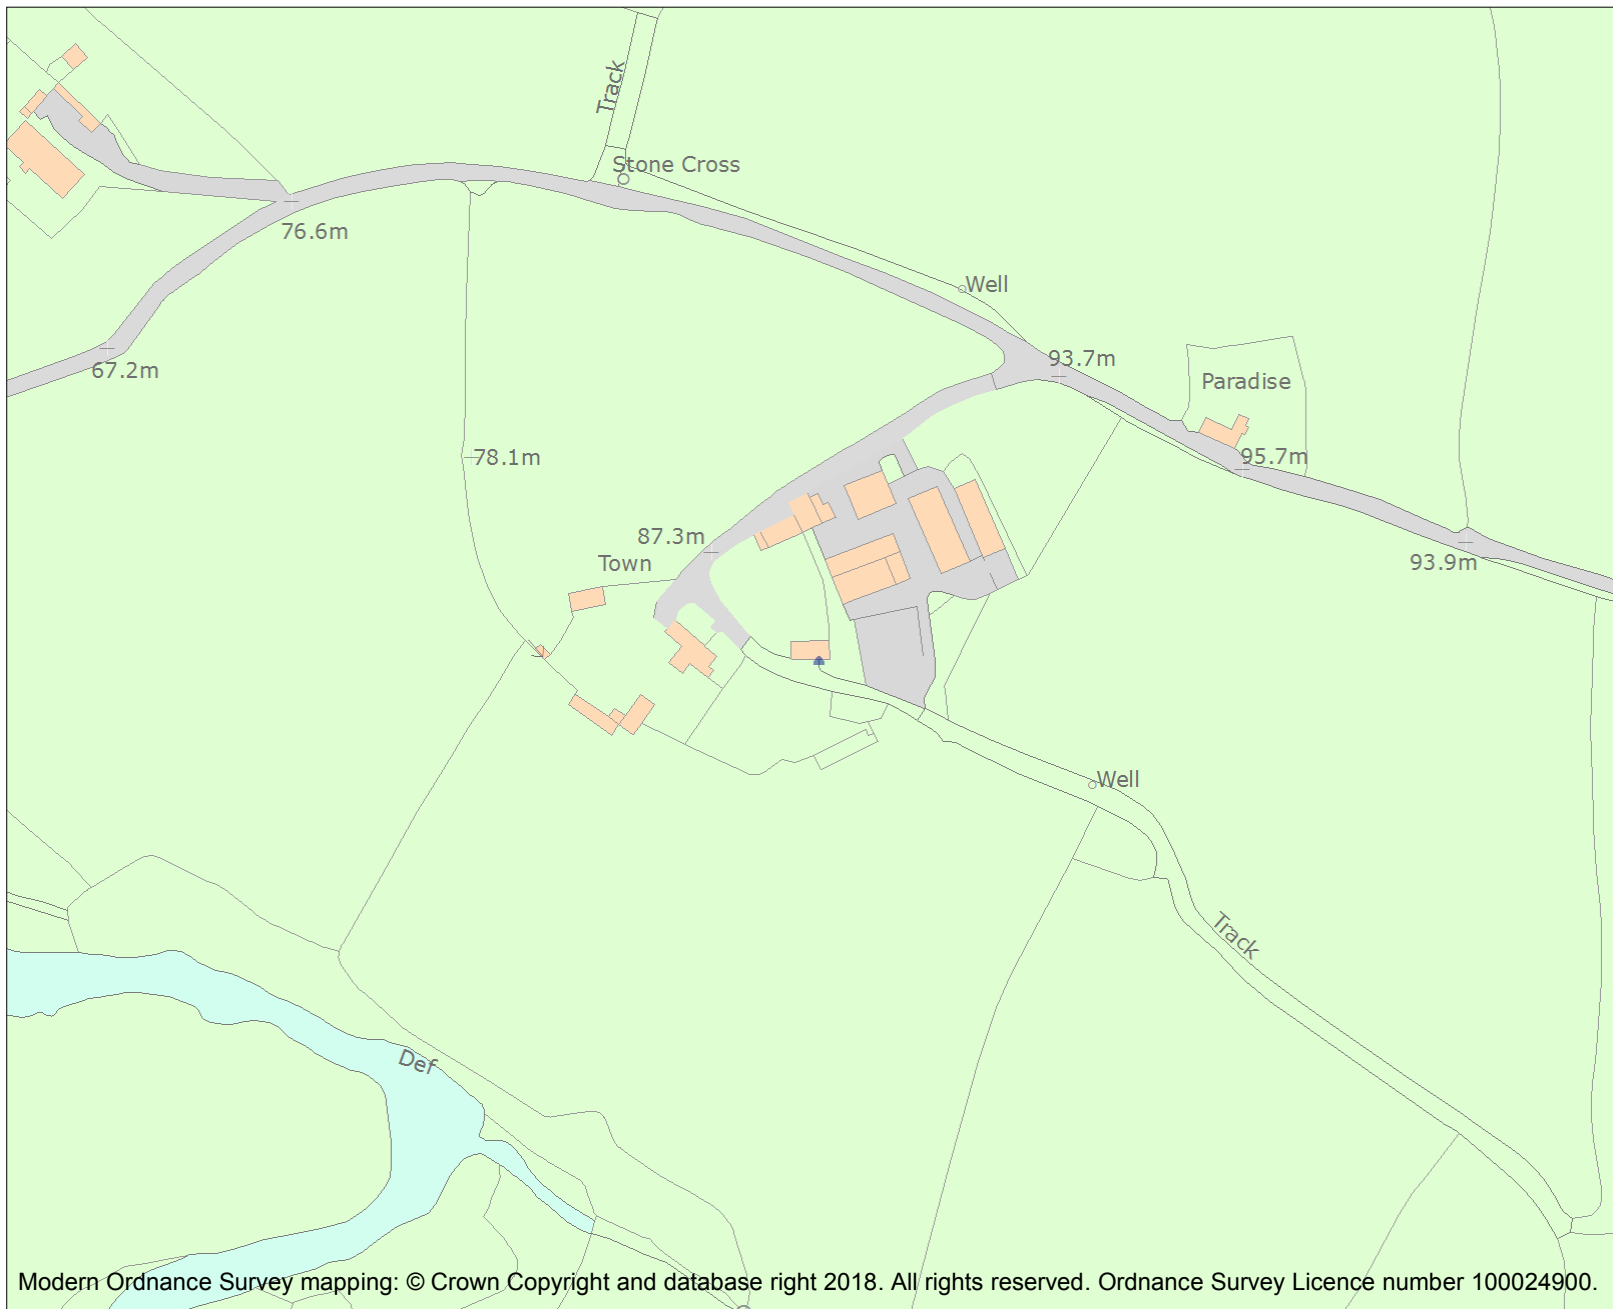 Track
Stone Cross
76.6m
Well
67.2m
93.7m
Paradise
78.1m
95.7m
87.3m
Town
93.9m
Well
Track
Def
Modern Ordnance Survey mapping: © Crown Copyright and database right 2018. All rights reserved. Ordnance Survey Licence number 100024900.